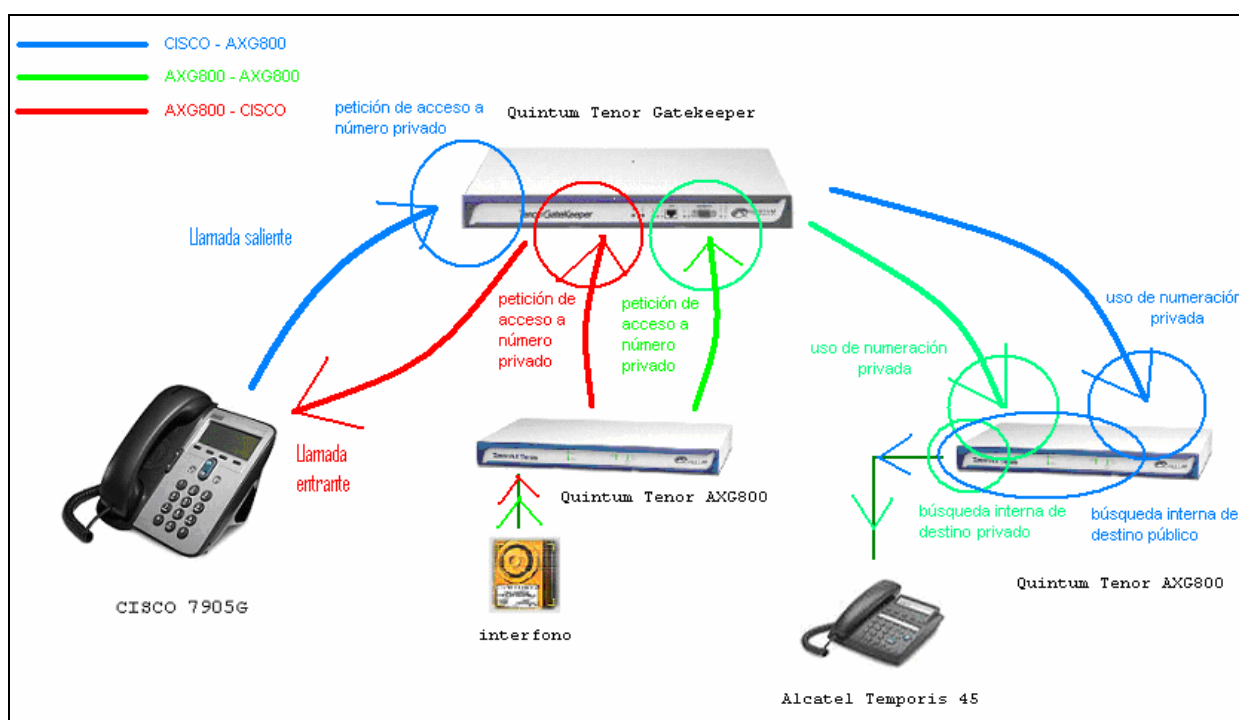 CISCO - AXG800
AXG800 - AXG800
AXG800 - CISCO
petición de acceso a
número privado
Quintum Tenor Gatekeeper
Llamada saliente
petición de
acceso a
número
privado
petición de
acceso a
número
privado
uso de numeración
privada
uso de numeración
privada
Llamada
entrante
Quintum Tenor AXG800
búsqueda interna de
destino privado
búsqueda interna de
destino público
Quintum Tenor AXG800
CISCO 7905G
interfono
Alcatel Temporis 45